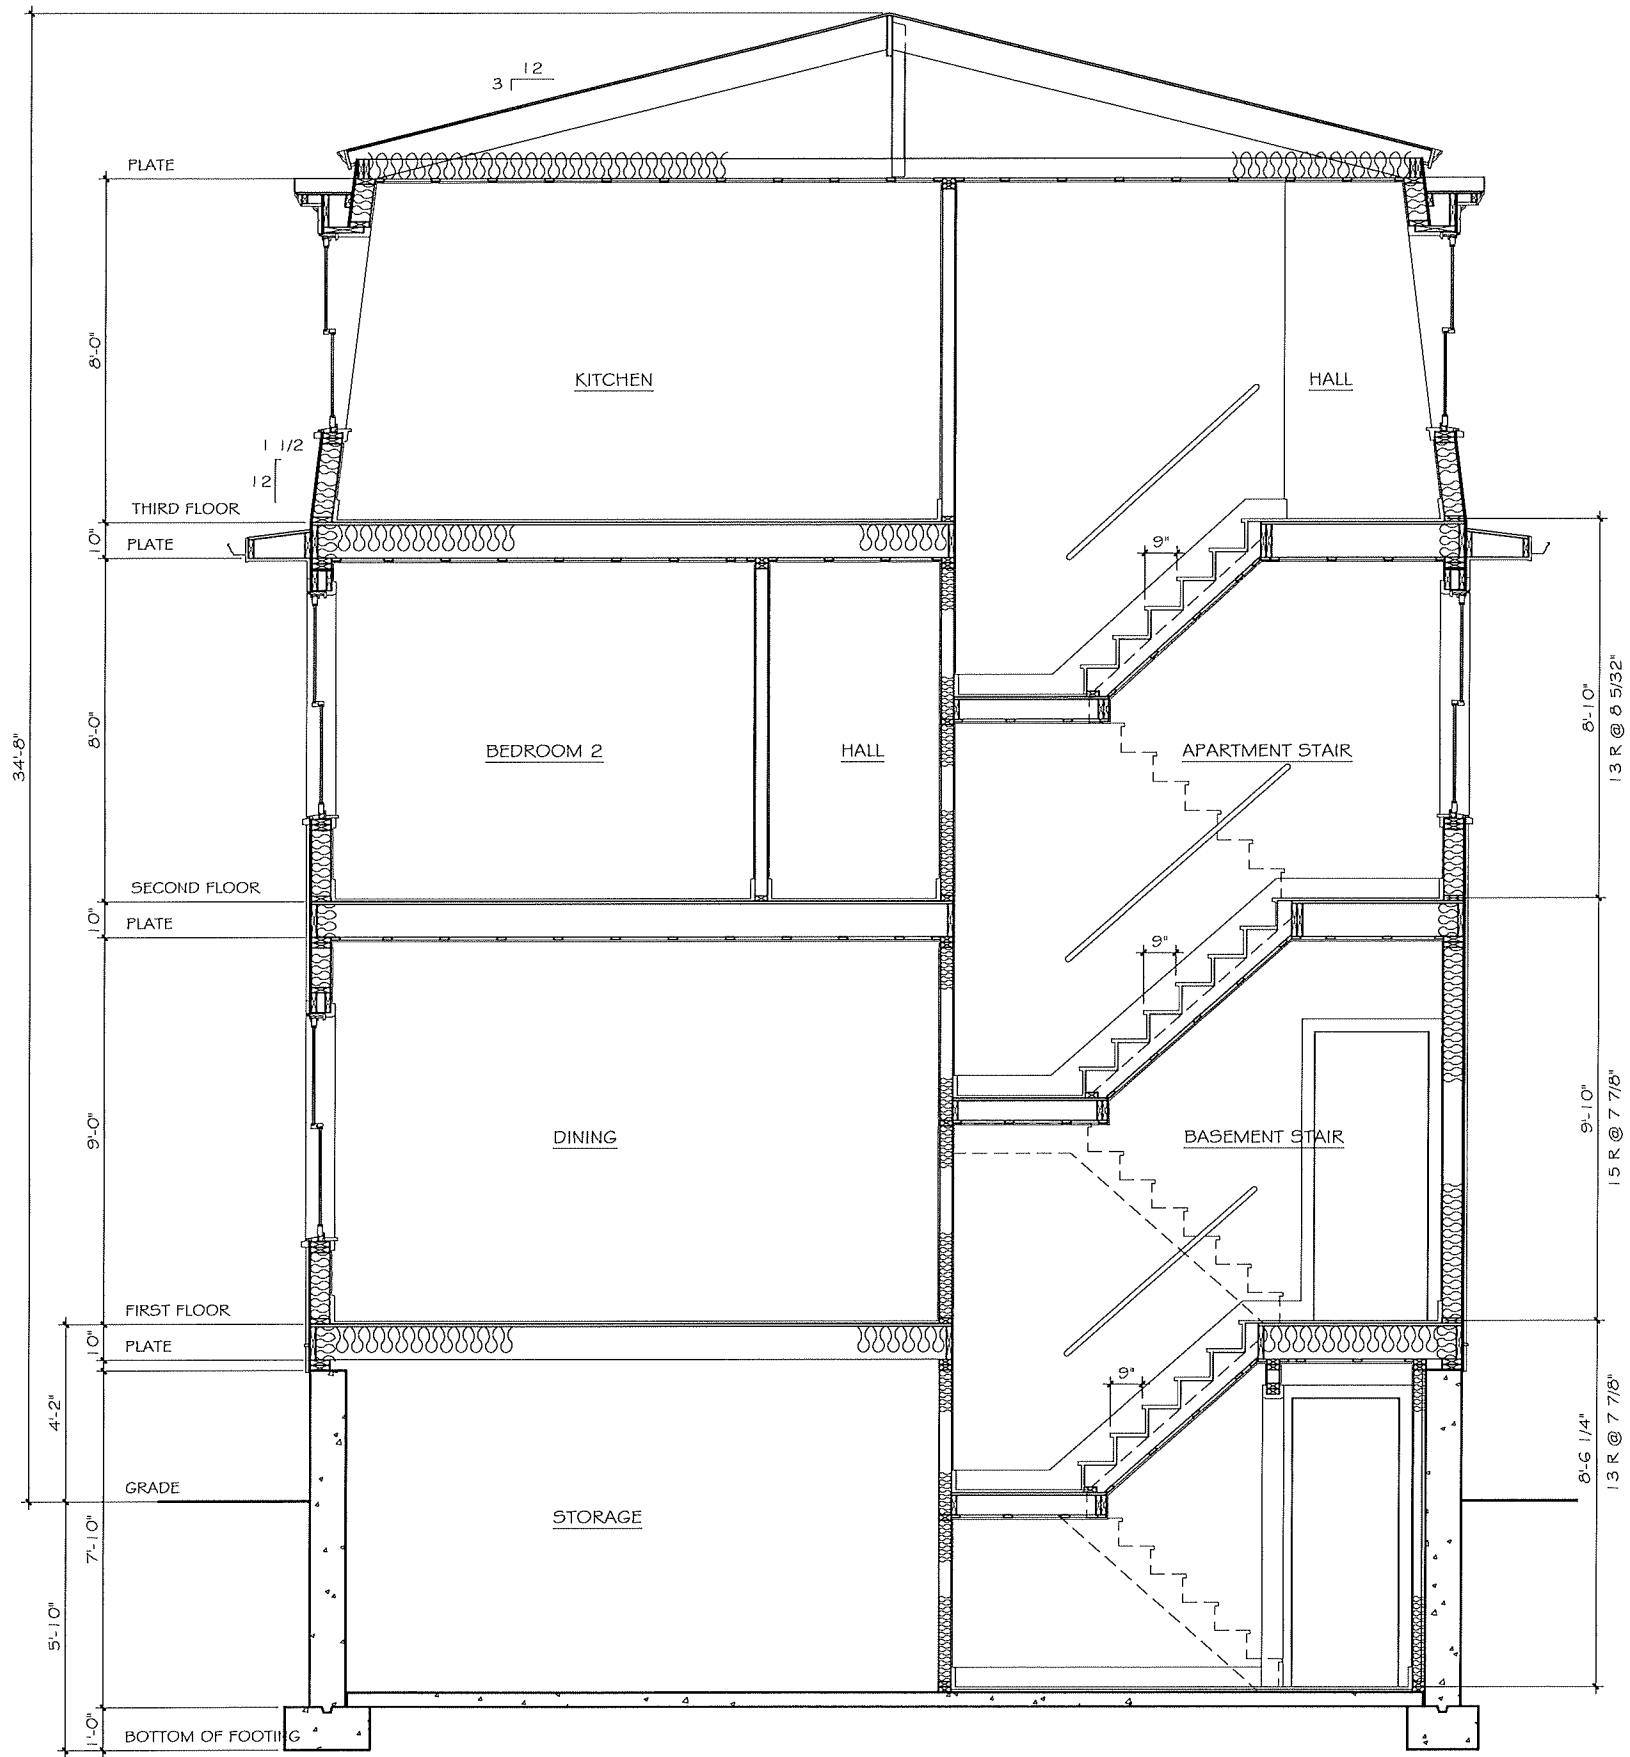 12
3
PLATE
8'-0"
KITCHEN
HALL
1 1/2
12
THIRD FLOOR
10"
PLATE
9"
34'-8"
8'-0"
BEDROOM 2
HALL
APARTMENT STAIR
8'-10"
13 R @ 8 5/32"
SECOND FLOOR
10"
PLATE
9"
9'-0"
DINING
BASEMENT STAIR
9'-10"
15 R @ 7 7/8"
FIRST FLOOR
10"
PLATE
9"
4'-2"
8'-6 1/4"
13 R @ 7 7/8"
GRADE
STORAGE
7'-10"
5'-10"
1'-0"
BOTTOM OF FOOTING